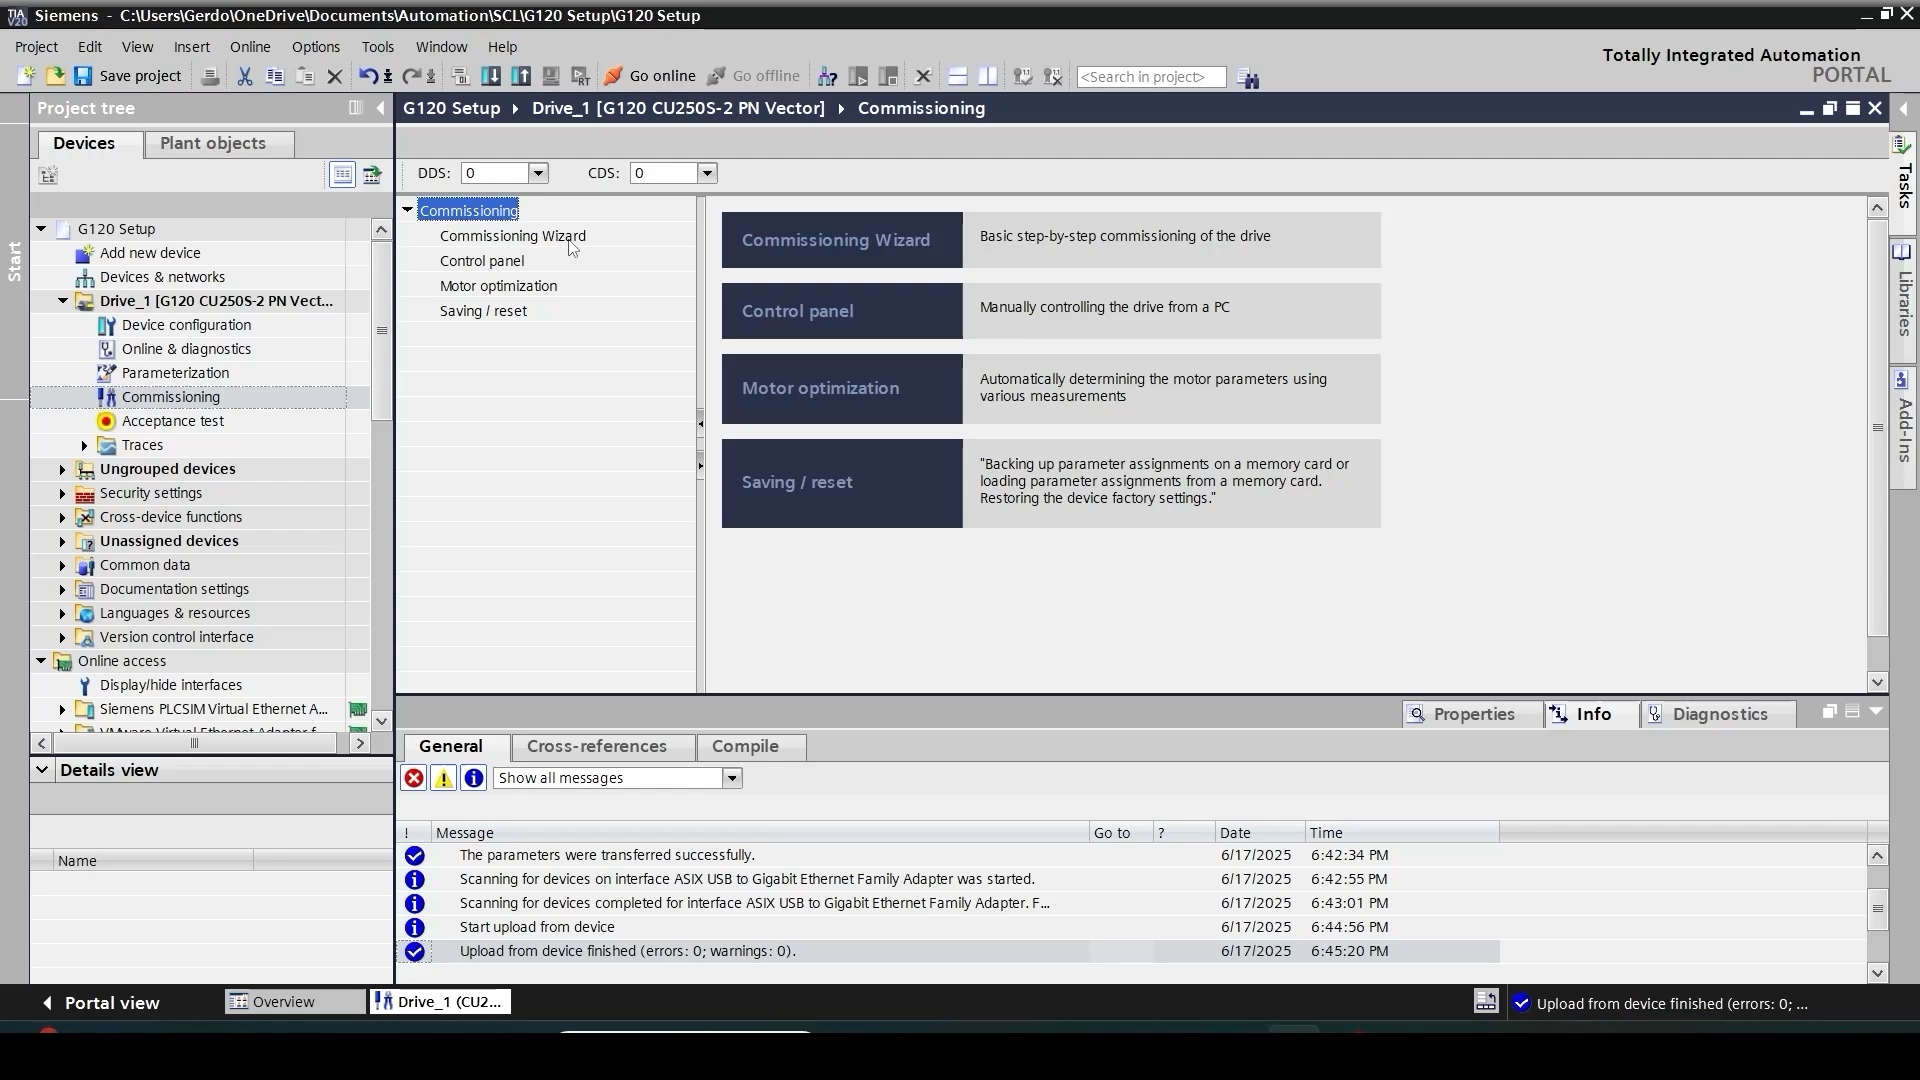 Siemens - C:\Users\Gerdo\OneDrive\Documents\Automation\SCL\G120 Setup\G120 Setup
Project Edit View Insert Online Options Tools Window Help
Totally Integrated Automation
PORTAL
Save project
Go online
Go offline
<Search in project>
Project tree
G120 Setup
Drive_1 [G120 CU250S-2 PN Vector]
Commissioning
Devices
Plant objects
DDS: 0
CDS: 0
Start
G120 Setup
Add new device
Devices & networks
Drive_1 [G120 CU250S-2 PN Vect...
Device configuration
Online & diagnostics
Parameterization
Commissioning
Acceptance test
Traces
Ungrouped devices
Security settings
Cross-device functions
Unassigned devices
Common data
Documentation settings
Languages & resources
Version control interface
Online access
Display/hide interfaces
Siemens PLCSIM Virtual Ethernet A...
Details view
Name
Commissioning
Commissioning Wizard
Control panel
Motor optimization
Saving / reset
Commissioning Wizard
Basic step-by-step commissioning of the drive
Control panel
Manually controlling the drive from a PC
Motor optimization
Automatically determining the motor parameters using
various measurements
Saving / reset
"Backing up parameter assignments on a memory card or
loading parameter assignments from a memory card.
Restoring the device factory settings."
Tasks
Libraries
Add-Ins
Properties
Info
Diagnostics
General
Cross-references
Compile
Show all messages
! Message Go to ? Date Time
The parameters were transferred successfully. 6/17/2025 6:42:34 PM
Scanning for devices on interface ASIX USB to Gigabit Ethernet Family Adapter was started. 6/17/2025 6:42:55 PM
Scanning for devices completed for interface ASIX USB to Gigabit Ethernet Family Adapter. F... 6/17/2025 6:43:01 PM
Start upload from device 6/17/2025 6:44:56 PM
Upload from device finished (errors: 0; warnings: 0). 6/17/2025 6:45:20 PM
Portal view
Overview
Drive_1 (CU2...
Upload from device finished (errors: 0; ...